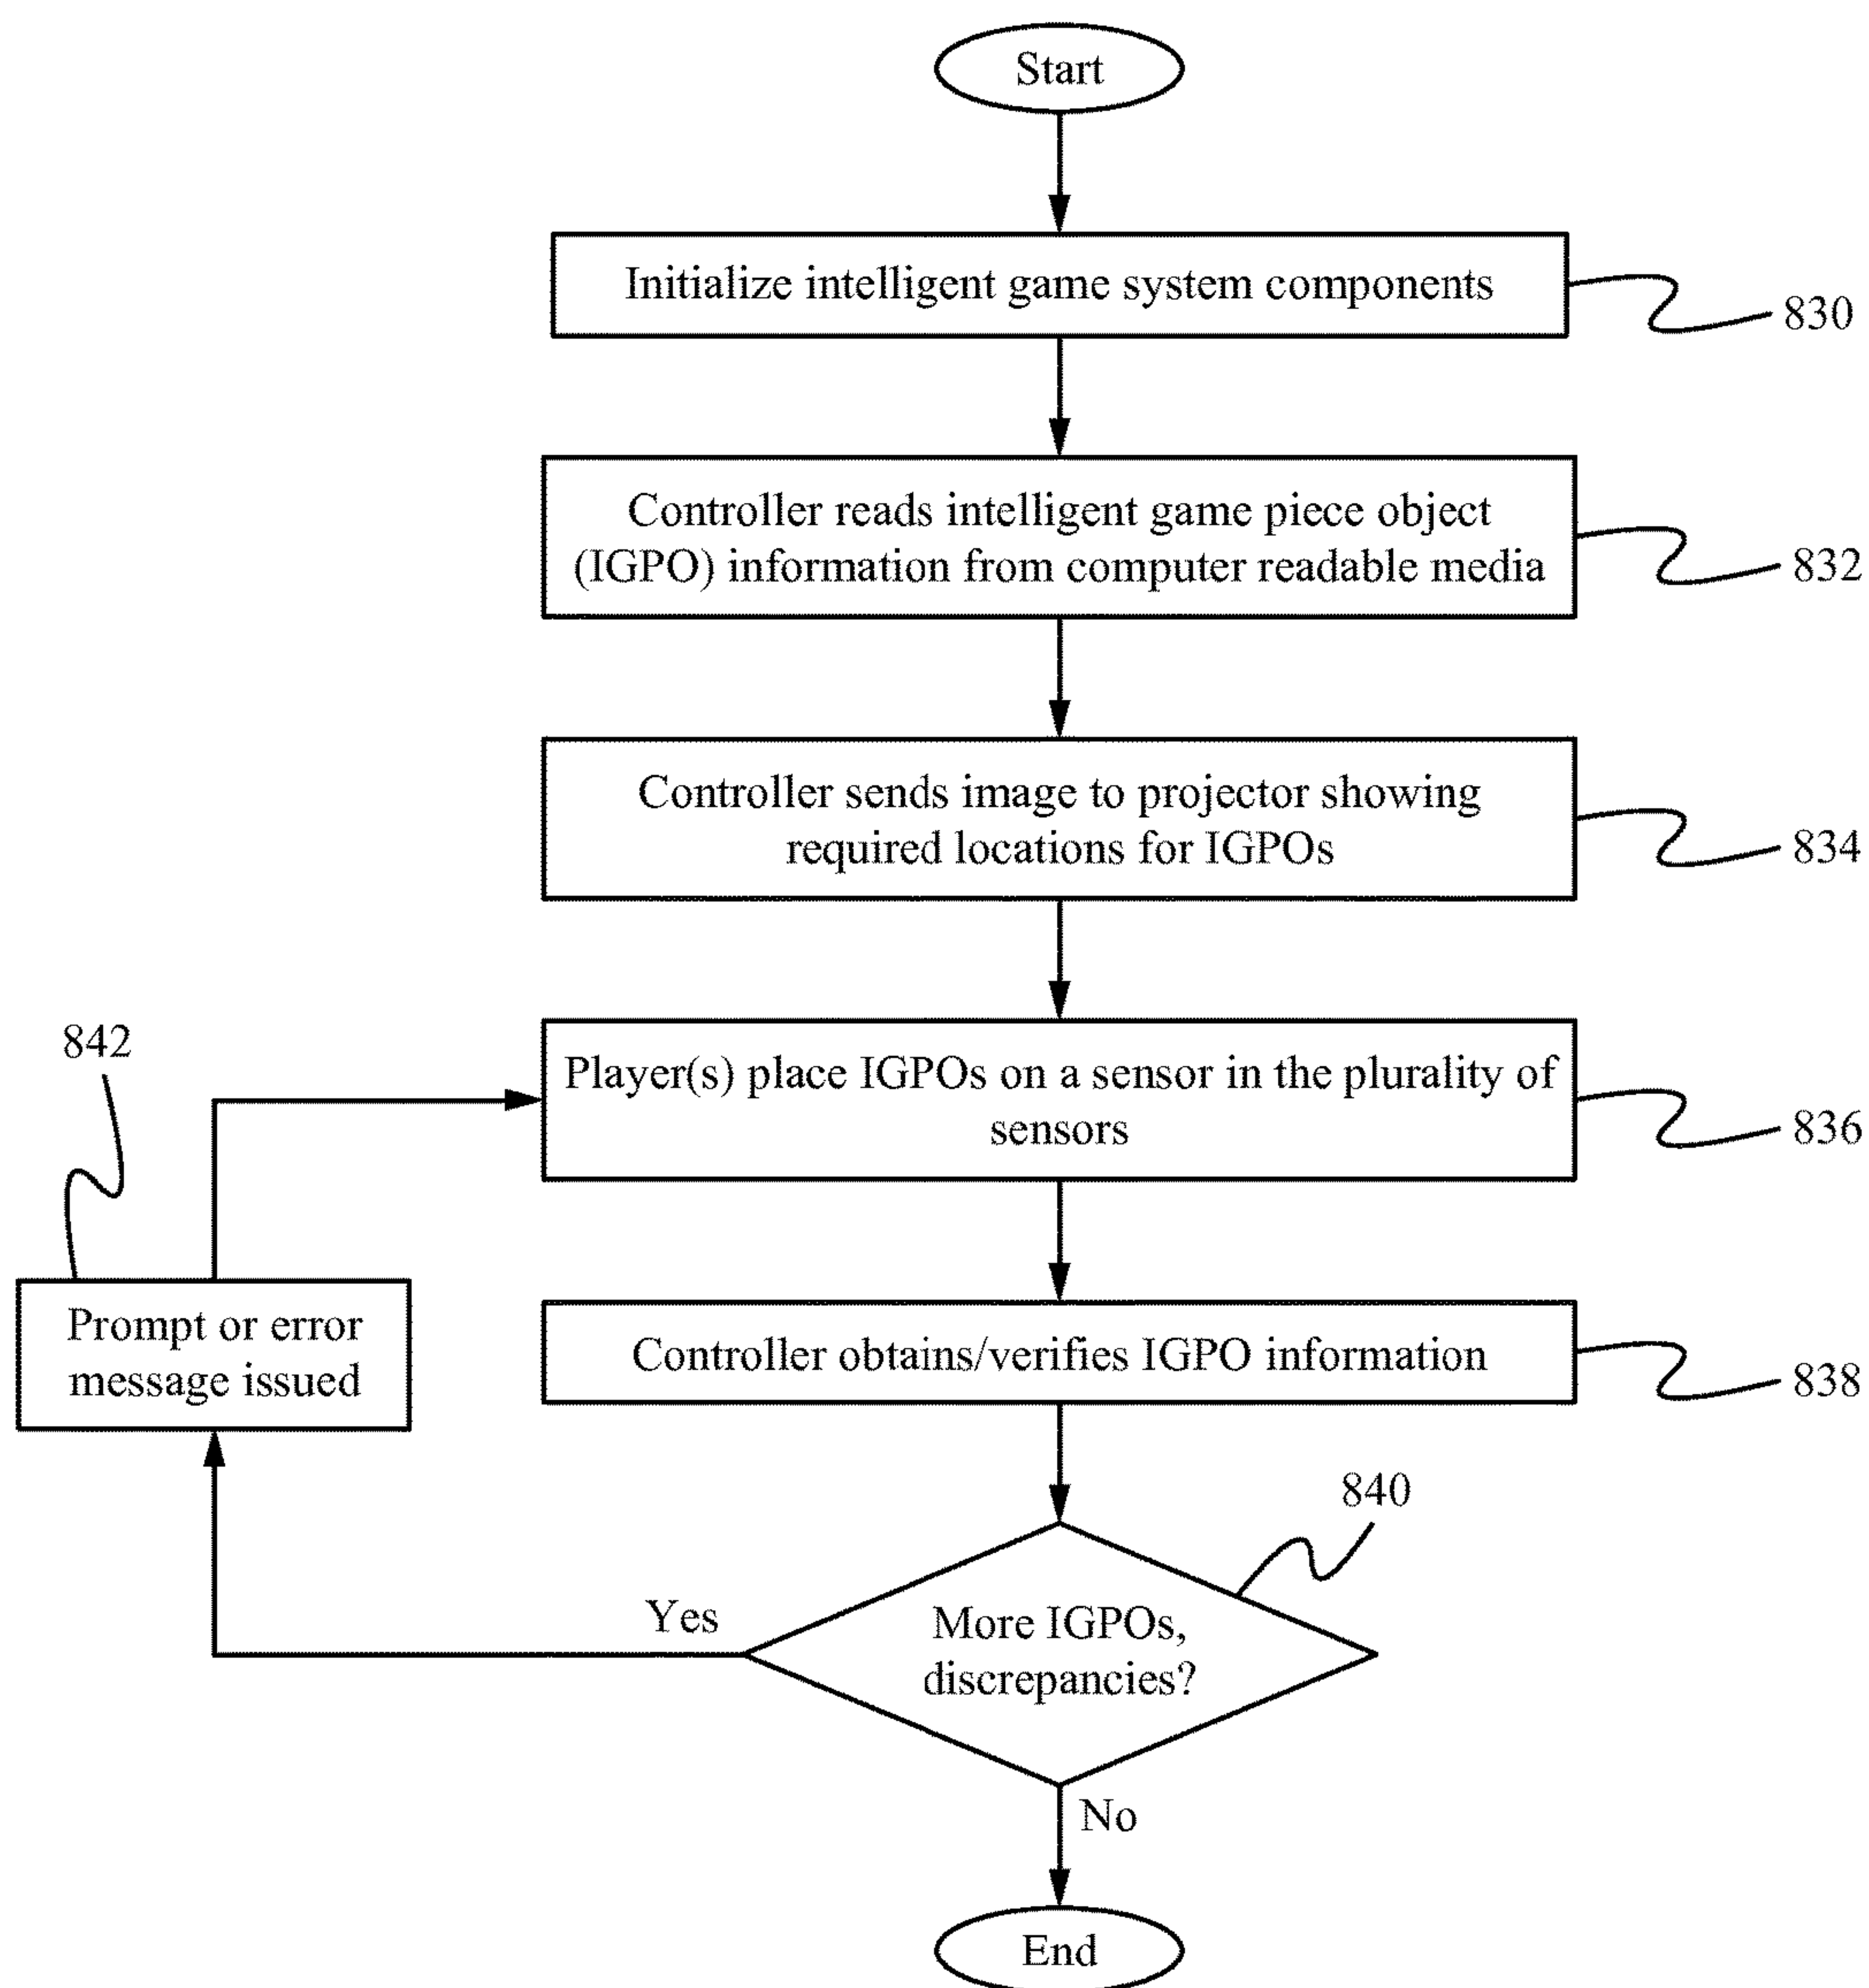 Start
Initialize intelligent game system components
830
Controller reads intelligent game piece object
(IGPO) information from computer readable media
832
Controller sends image to projector showing
required locations for IGPOs
834
842
Player(s) place IGPOs on a sensor in the plurality of
sensors
836
Prompt or error
message issued
Controller obtains/verifies IGPO information
838
840
Yes
More IGPOs,
discrepancies?
No
End